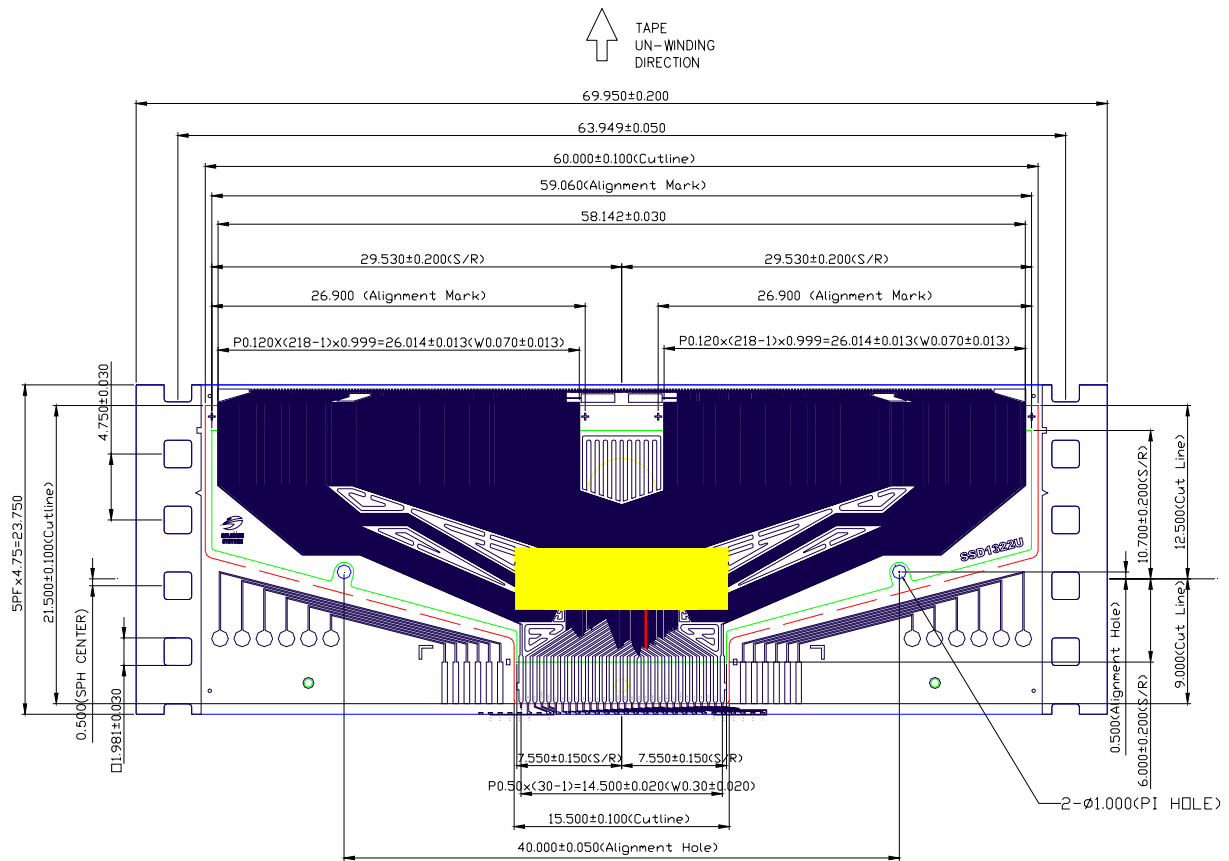 TAPE
UN-WINDING
DIRECTION
69.950±0.200
63.949±0.050
60.000±0.100(Cutline)
59.060(Alignment Mark)
58.142±0.030
29.530±0.200(S/R)
29.530±0.200(S/R)
26.900 (Alignment Mark)
26.900 (Alignment Mark)
P0.120X(218-1)x0.999=26.014±0.013(W0.070±0.013)
P0.120x(218-1)x0.999=26.014±0.013(W0.070±0.013)
5PFx4.75=23.750
21.500±0.100(Cutline)
4.750±0.030
0.500(SPH CENTER)
□1.981±0.030
SSD1322U
10.700±0.200(S/R)
12.500(Cut Line)
0.500(Alignment Hole)
6.000±0.200(S/R)
9.000(Cut Line)
7.550±0.150(S/R)
7.550±0.150(S/R)
P0.50x(30-1)=14.500±0.020(W0.30±0.020)
15.500±0.100(Cutline)
40.000±0.050(Alignment Hole)
2-ø1.000(PI HOLE)